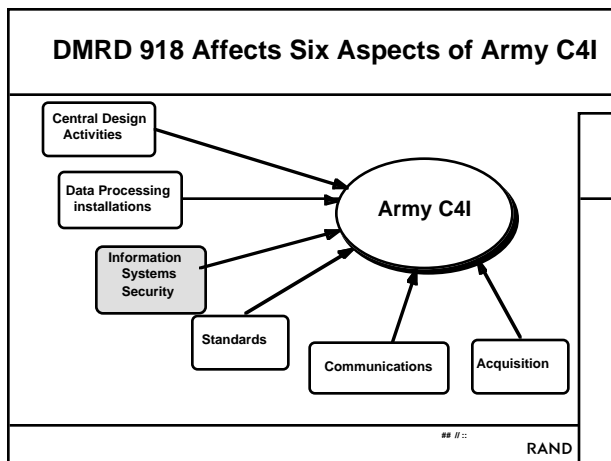 DMRD 918 Affects Six Aspects of Army C4I
Central Design
Activities
Data Processing
installations
Army C4I
Information
Systems
Security
Standards
Communications
Acquisition
## // ::
RAND